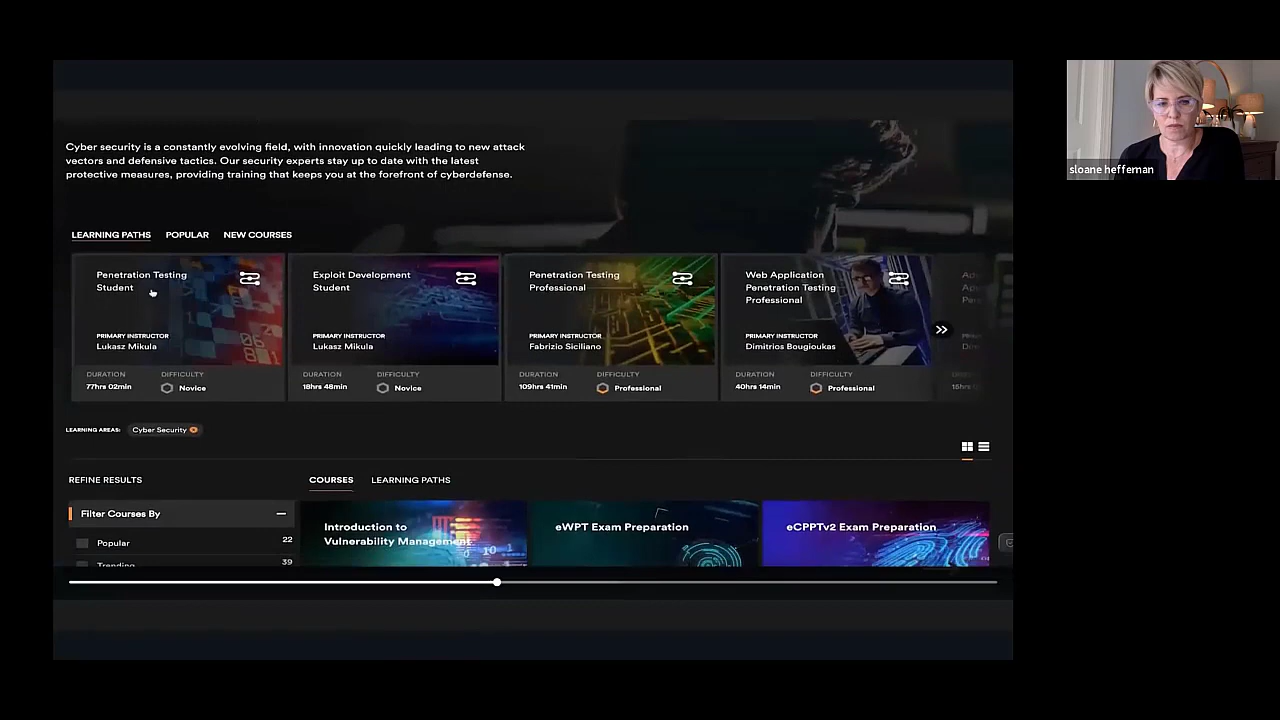 Cyber security is a constantly evolving field, with innovation quickly leading to new attack
vectors and defensive tactics. Our security experts stay up to date with the latest
protective measures, providing training that keeps you at the forefront of cyberdefense.
sloane heffernan
LEARNING PATHS POPULAR NEW COURSES
Penetration Testing
Student
PRIMARY INSTRUCTOR
Lukasz Mikula
DURATION DIFFICULTY
77hrs 02min Novice
Exploit Development
Student
PRIMARY INSTRUCTOR
Lukasz Mikula
DURATION DIFFICULTY
18hrs 48min Novice
Penetration Testing
Professional
PRIMARY INSTRUCTOR
Fabrizio Siciliano
DURATION DIFFICULTY
109hrs 41min Professional
Web Application
Penetration Testing
Professional
PRIMARY INSTRUCTOR
Dimitrios Bougioukas
DURATION DIFFICULTY
40hrs 14min Professional
LEARNING AREAS: Cyber Security
REFINE RESULTS
Filter Courses By
Popular 22
Trending 39
COURSES LEARNING PATHS
Introduction to
Vulnerability Management
eWPT Exam Preparation
eCPPTv2 Exam Preparation